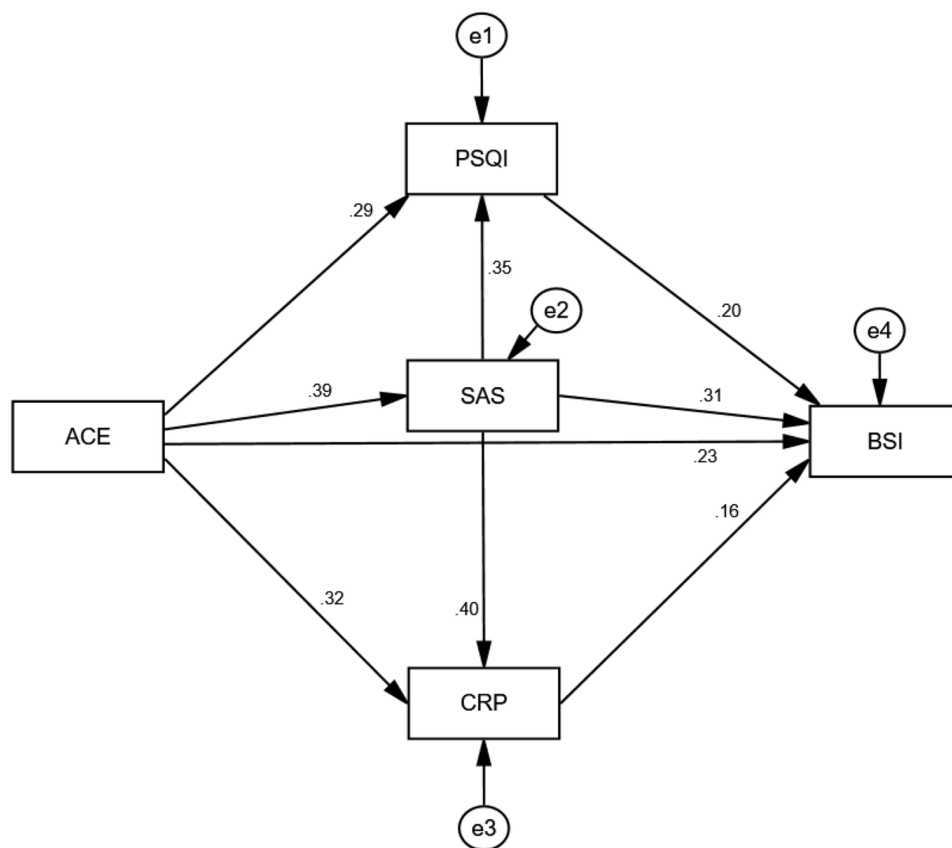 e1
PSQI
.29
.35
e2
.20
e4
.39
SAS
.31
ACE
BSI
.23
.16
.32
.40
CRP
e3